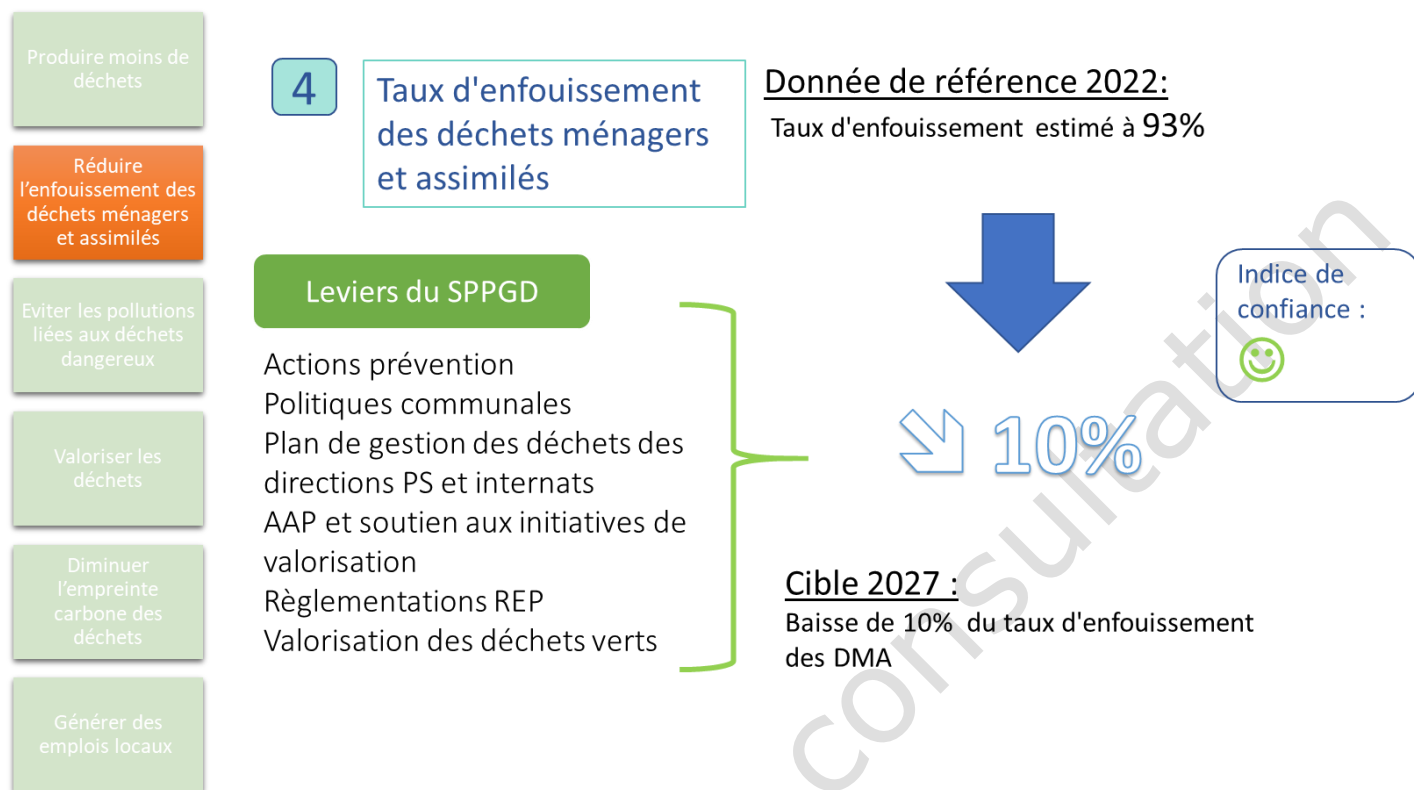 Produire moins de
déchets
Réduire
l’enfouissement des
déchets ménagers
et assimilés
Eviter les pollutions
liées aux déchets
dangereux
Valoriser les
déchets
Diminuer
l’empreinte
carbone des
déchets
Générer des
emplois locaux
4
Taux d'enfouissement
des déchets ménagers
et assimilés
Leviers du SPPGD
Actions prévention
Politiques communales
Plan de gestion des déchets des
directions PS et internats
AAP et soutien aux initiatives de
valorisation
Règlementations REP
Valorisation des déchets verts
Donnée de référence 2022:
Taux d'enfouissement estimé à 93%
10%
Indice de
confiance :
Cible 2027 :
Baisse de 10% du taux d'enfouissement
des DMA
consultation